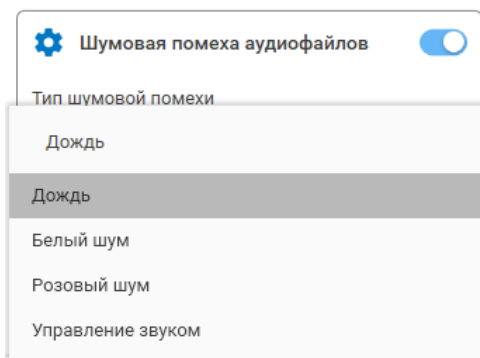 Шумовая помеха аудиофайлов
Тип шумовой помехи
Дождь
Дождь
Белый шум
Розовый шум
Управление звуком